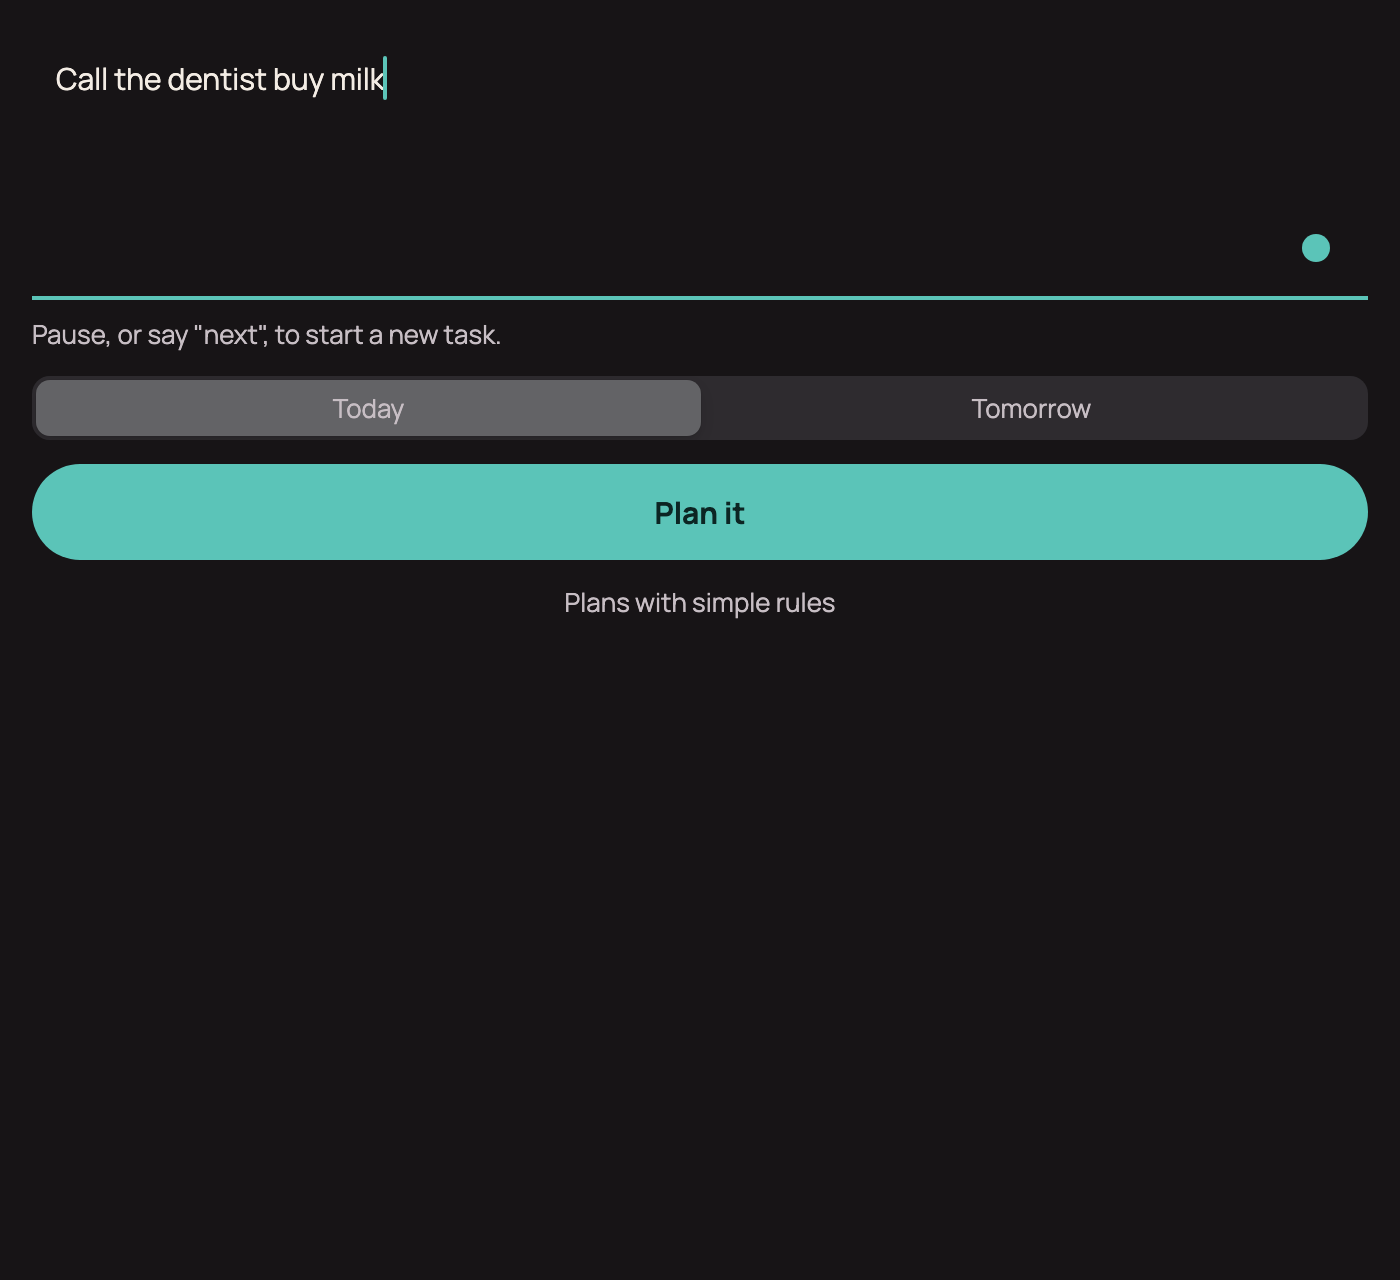 Call the dentist buy milk
Pause, or say "next", to start a new task.
Today
Tomorrow
Plan it
Plans with simple rules